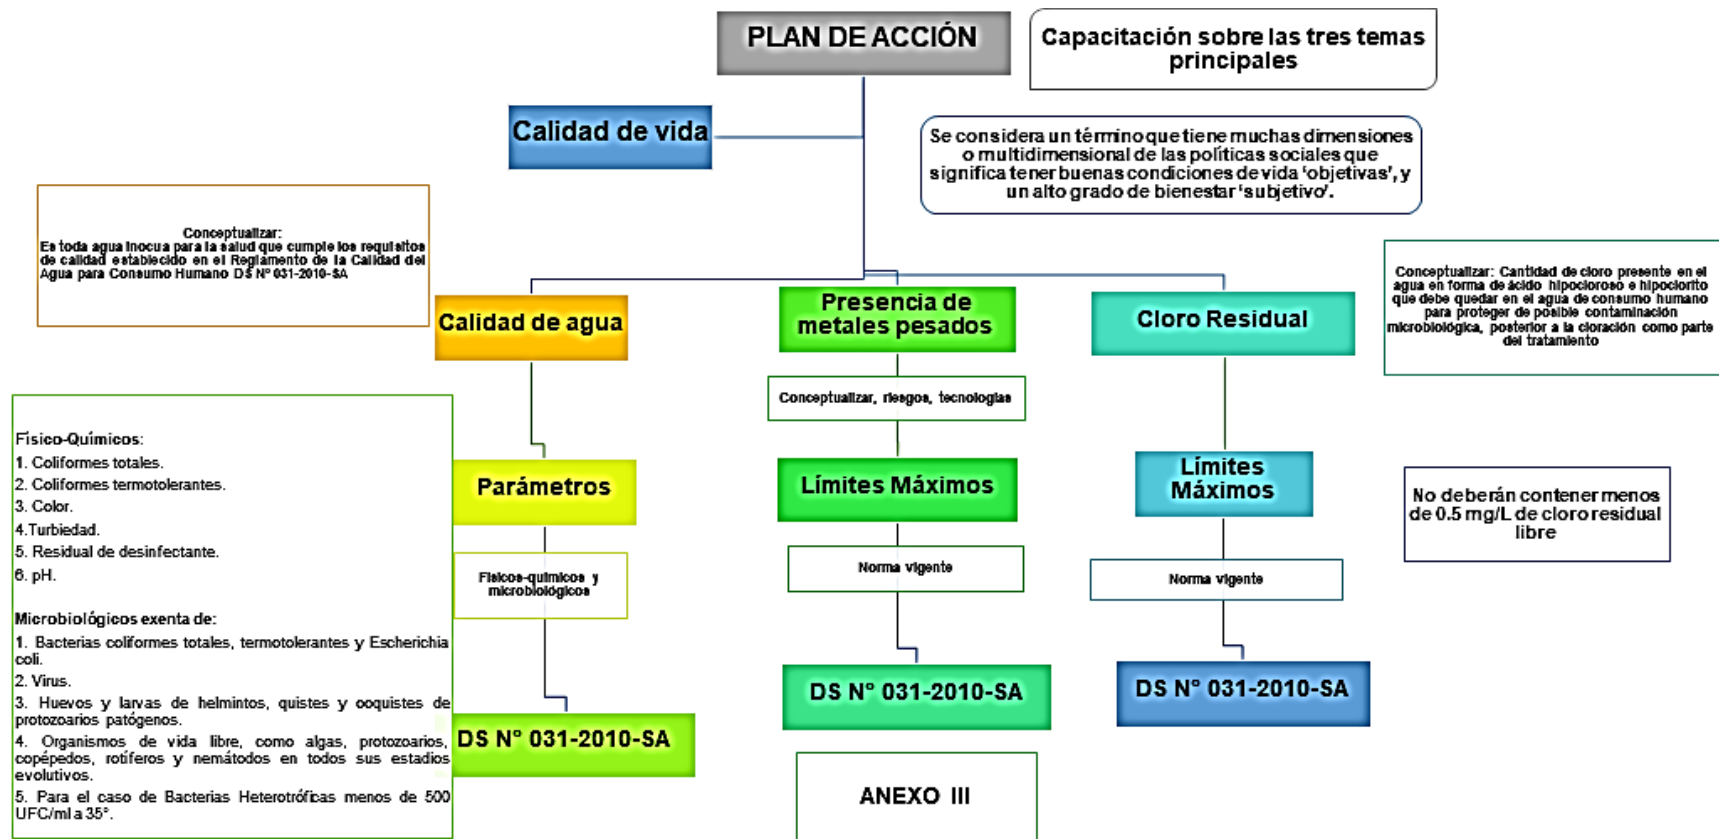 PLAN DE ACCIÓN
Capacitación sobre las tres temas
principales
Calidad de vida
Se considera un término que tiene muchas dimensiones
o multidimensional de las políticas sociales que
significa tener buenas condiciones de vida ‘objetivas’, y
un alto grado de bienestar ‘subjetivo’.
Conceptualizar:
Es toda agua inocua para la salud que cumple los requisitos
de calidad establecido en el Reglamento de la Calidad del
Agua para Consumo Humano DS N° 031-2010-SA
Calidad de agua
Presencia de
metales pesados
Cloro Residual
Conceptualizar: Cantidad de cloro presente en el
agua en forma de ácido hipocloroso e hipoclorito
que debe quedar en el agua de consumo humano
para proteger de posible contaminación
microbiológica, posterior a la cloración como parte
del tratamiento
Conceptualizar, riesgos, tecnologías
Físico-Químicos:
1. Coliformes totales.
2. Coliformes termotolerantes.
3. Color.
4.Turbiedad.
5. Residual de desinfectante.
6. pH.
Microbiológicos exenta de:
1. Bacterias coliformes totales, termotolerantes y Escherichia
coli.
2. Virus.
3. Huevos y larvas de helmintos, quistes y ooquistes de
protozoarios patógenos.
4. Organismos de vida libre, como algas, protozoarios,
copépedos, rotíferos y nemátodos en todos sus estadios
evolutivos.
5. Para el caso de Bacterias Heterotróficas menos de 500
UFC/ml a 35°.
Parámetros
Límites Máximos
Límites
Máximos
No deberán contener menos
de 0.5 mg/L de cloro residual
libre
Físicos-químicos y
microbiológicos
Norma vigente
Norma vigente
DS N° 031-2010-SA
DS N° 031-2010-SA
DS N° 031-2010-SA
ANEXO III